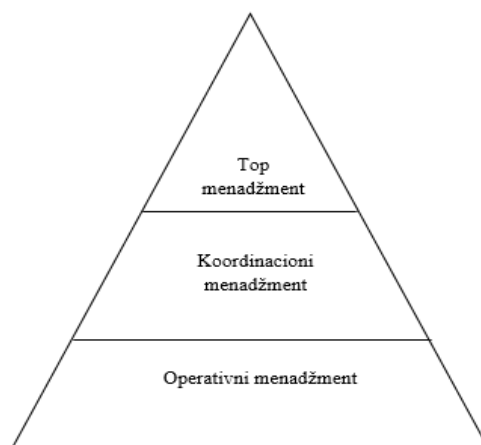 Top
menadžment
Koordinacioni
menadžment
Operativni menadžment